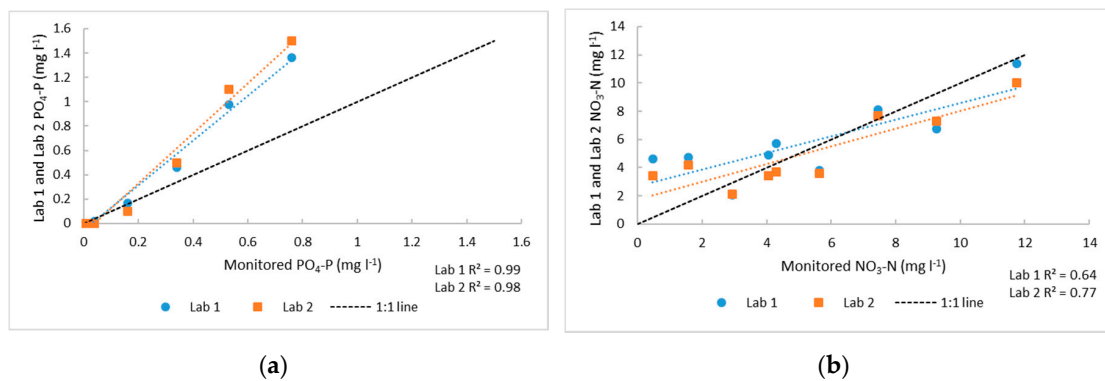 Lab 1 and Lab 2 PO₄-P (mg l⁻¹)
1.6
1.4
1.2
1
0.8
0.6
0.4
0.2
0
0 0.2 0.4 0.6 0.8 1 1.2 1.4 1.6
Monitored PO₄-P (mg l⁻¹)
Lab 1 R² = 0.99
Lab 2 R² = 0.98
Lab 1 Lab 2 1:1 line
(a)
Lab 1 and Lab 2 NO₃-N (mg l⁻¹)
14
12
10
8
6
4
2
0
0 2 4 6 8 10 12 14
Monitored NO₃-N (mg l⁻¹)
Lab 1 R² = 0.64
Lab 2 R² = 0.77
Lab 1 Lab 2 1:1 line
(b)